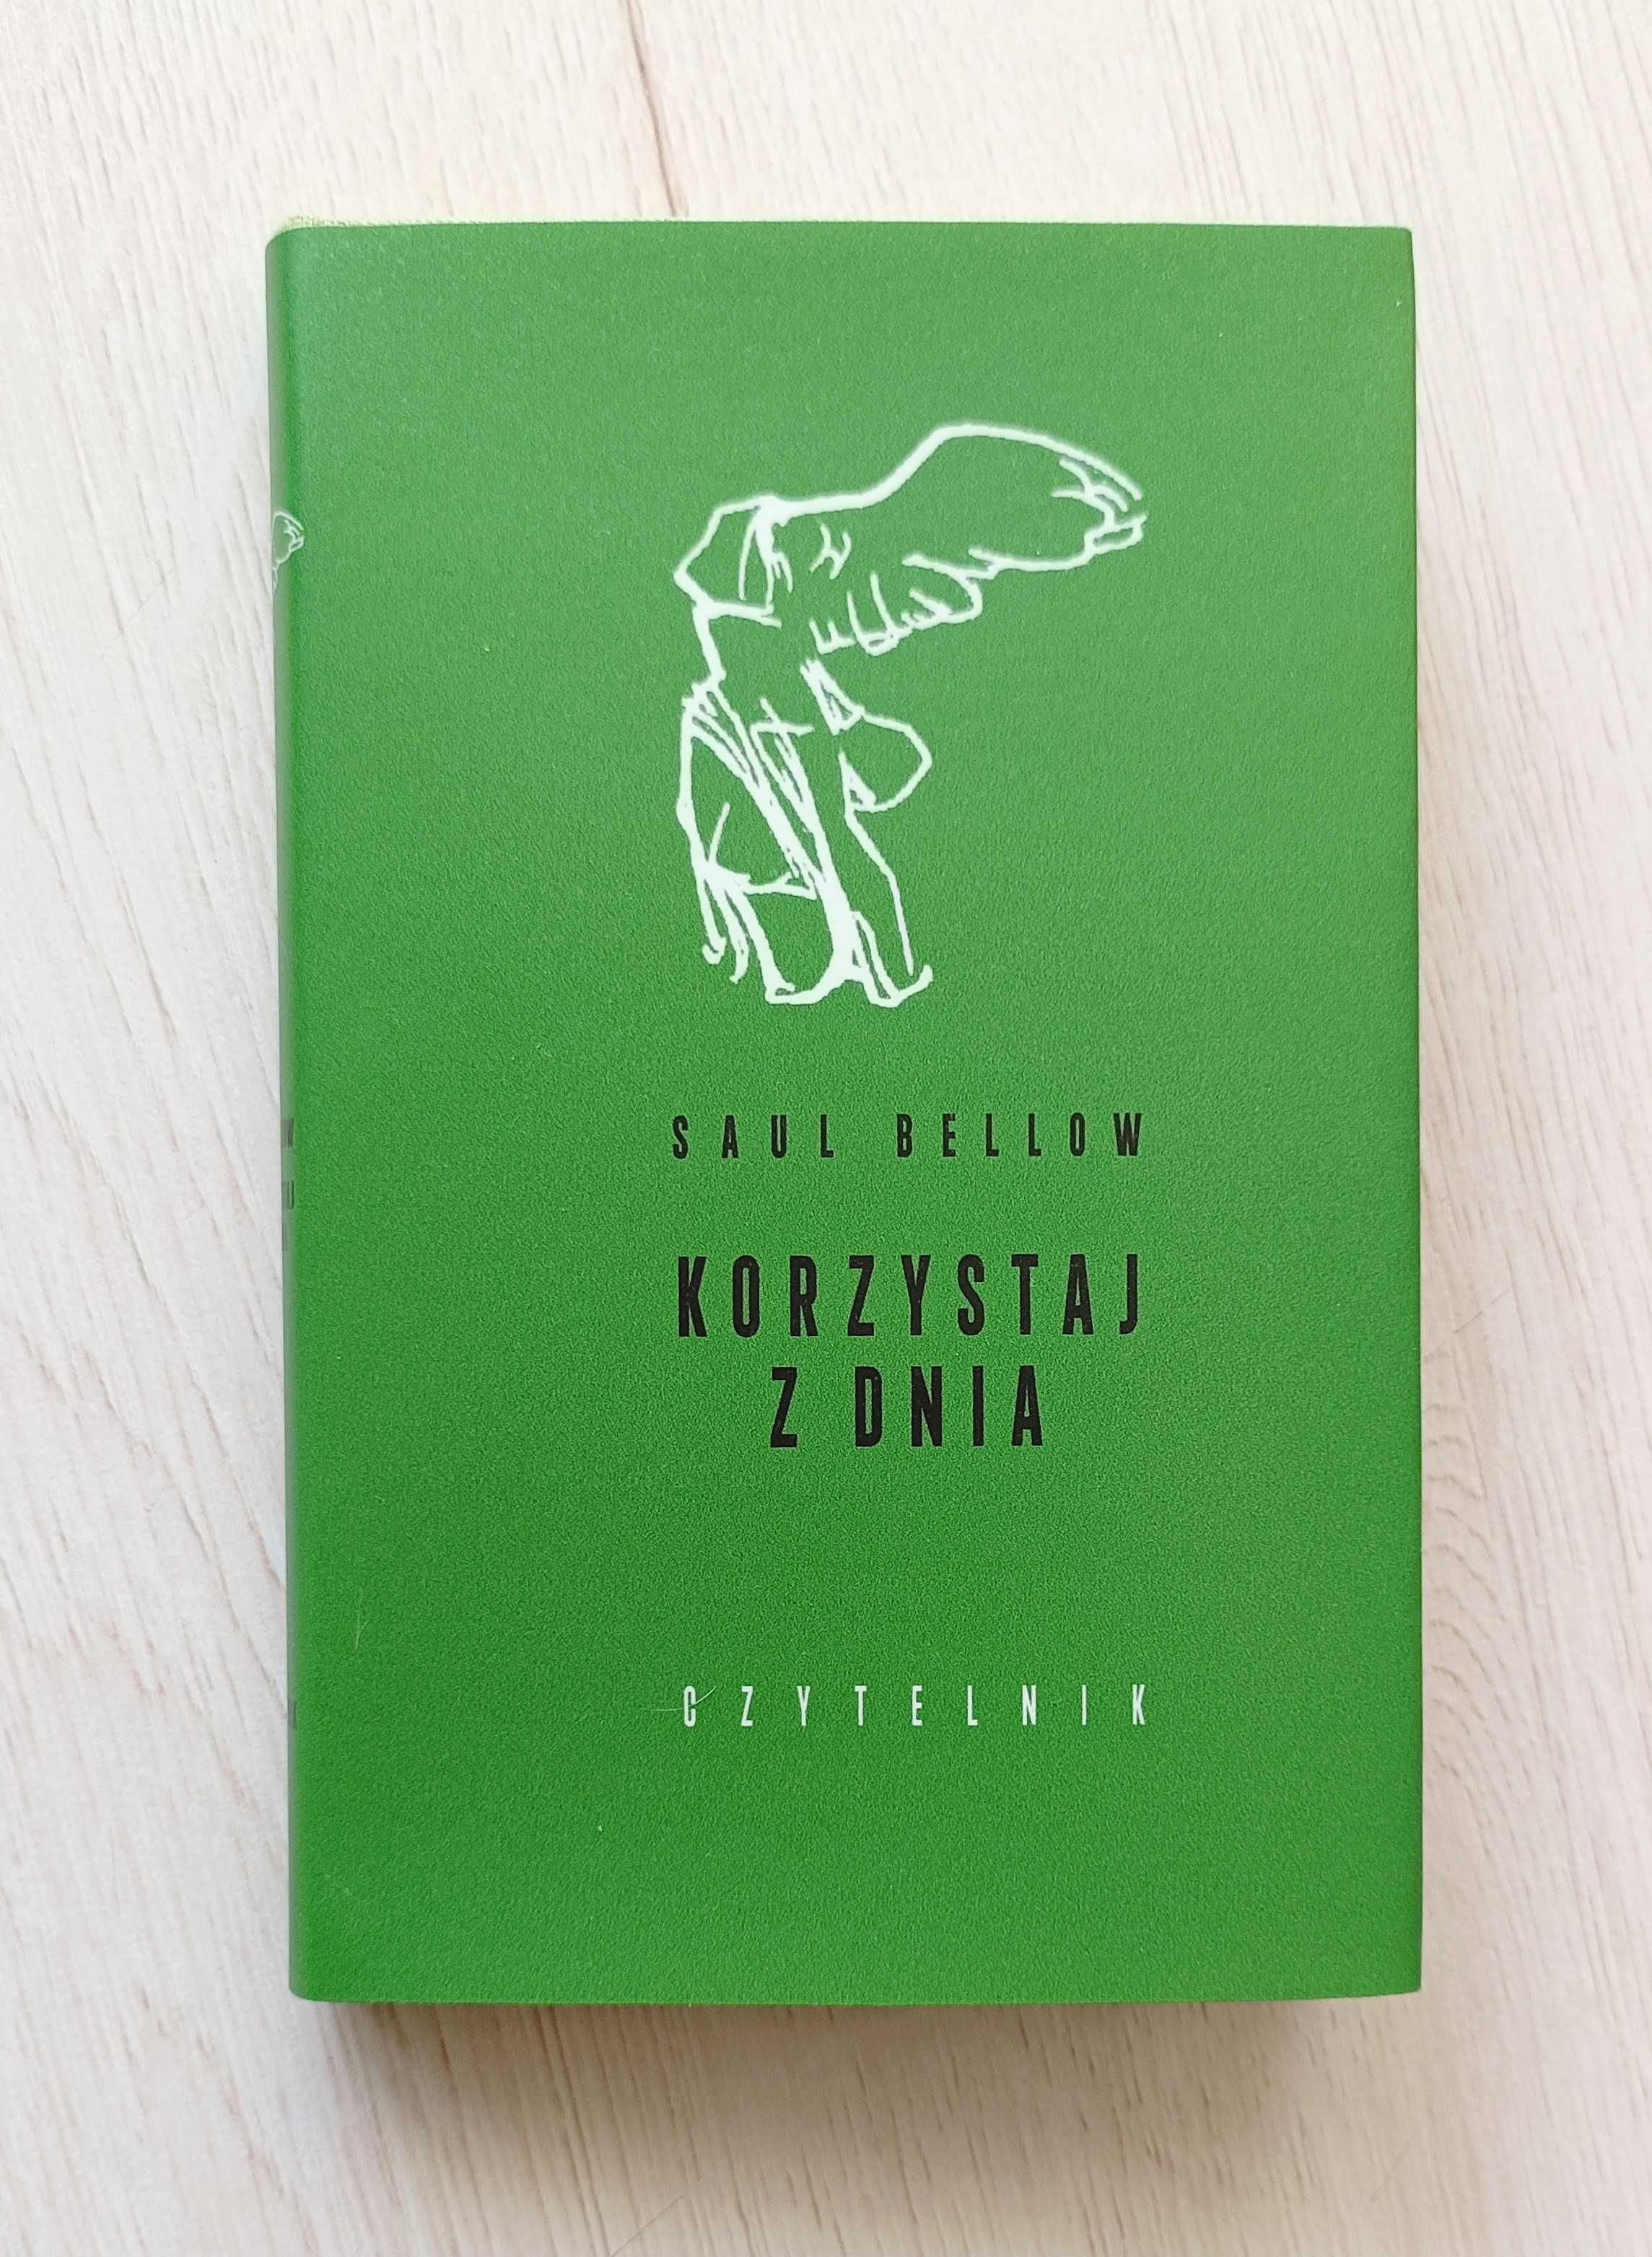 SAUL BELLOW
KORZYSTAJ
Z DNIA
CZYTELNIK